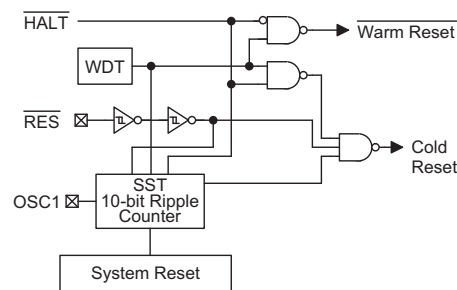 HALT
Warm Reset
WDT
RES
Cold
Reset
SST
10-bit Ripple
Counter
OSC1
System Reset